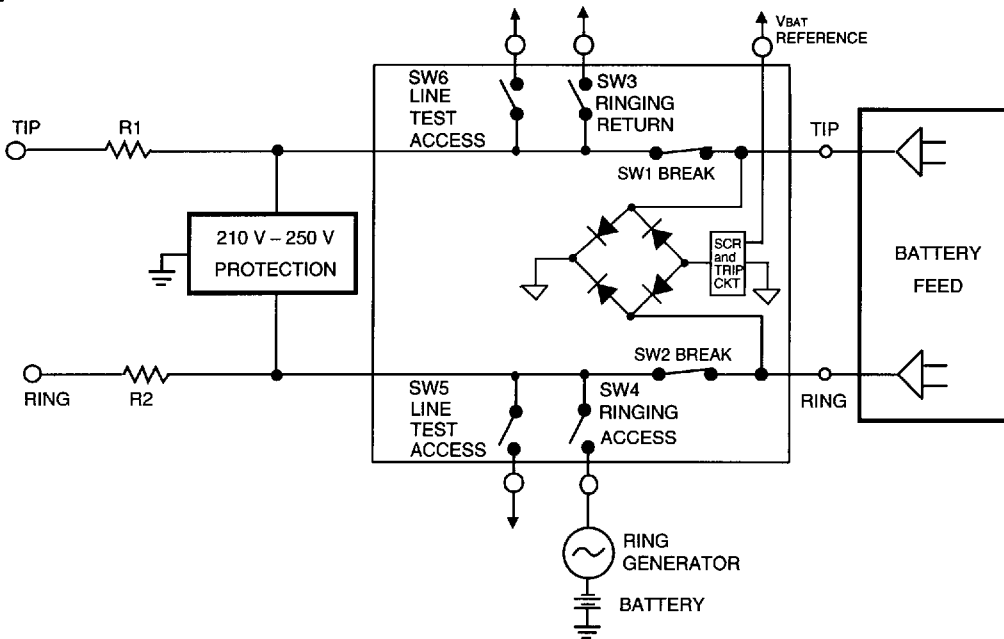 VBAT
REFERENCE
SW6
LINE
TEST
ACCESS
SW3
RINGING
RETURN
TIP
R1
TIP
SW1 BREAK
210 V – 250 V
PROTECTION
SCR
and
TRIP
CKT
BATTERY
FEED
SW2 BREAK
RING
R2
SW5
LINE
TEST
ACCESS
SW4
RINGING
ACCESS
RING
RING
GENERATOR
BATTERY